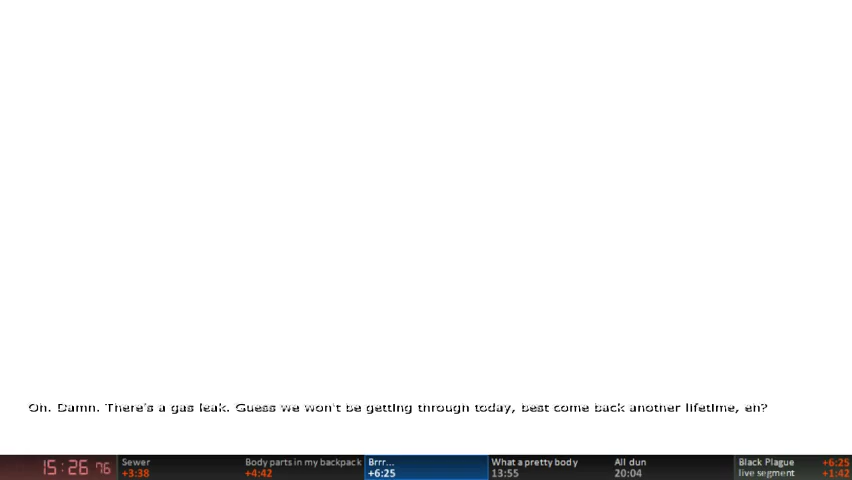 Oh. Damn. There's a gas leak. Guess we won't be getting through today, best come back another lifetime, eh?
15:26 76
Sewer
+3:38
Body parts in my backpack
+4:42
Brrr...
+6:25
What a pretty body
13:55
All dun
20:04
Black Plague +6:25
live segment +1:42